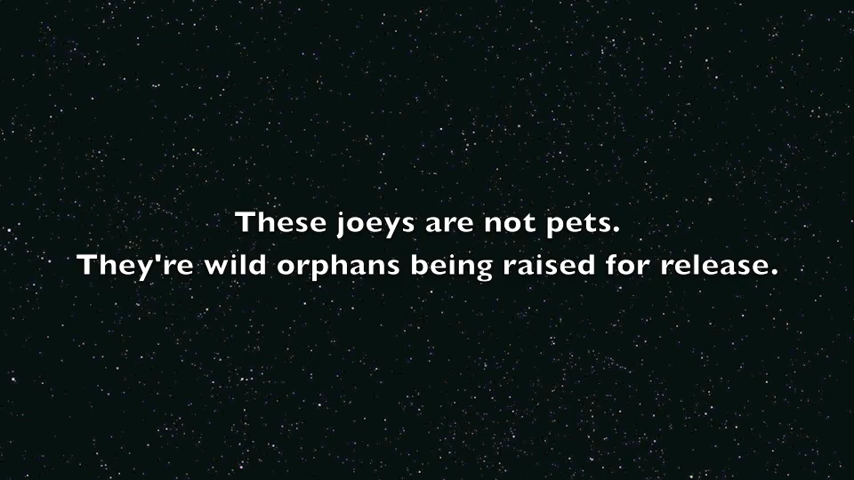 These joeys are not pets.
They're wild orphans being raised for release.